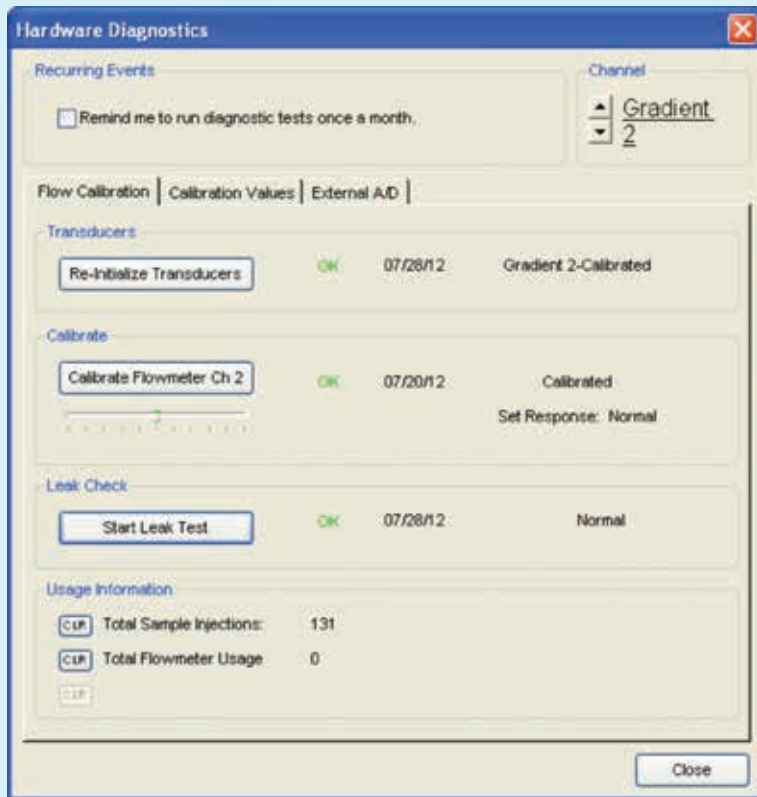 Hardware Diagnostics
Recurring Events
Remind me to run diagnostic tests once a month.
Channel
Gradient
2
Flow Calibration
Calibration Values
External A/D
Transducers
Re-Initialize Transducers
OK
07/28/12
Gradient 2-Calibrated
Calibrate
Calibrate Flowmeter Ch 2
OK
07/20/12
Calibrated
Set Response: Normal
Leak Check
Start Leak Test
OK
07/28/12
Normal
Usage Information
CLR Total Sample Injections: 131
CLR Total Flowmeter Usage 0
CLR
Close